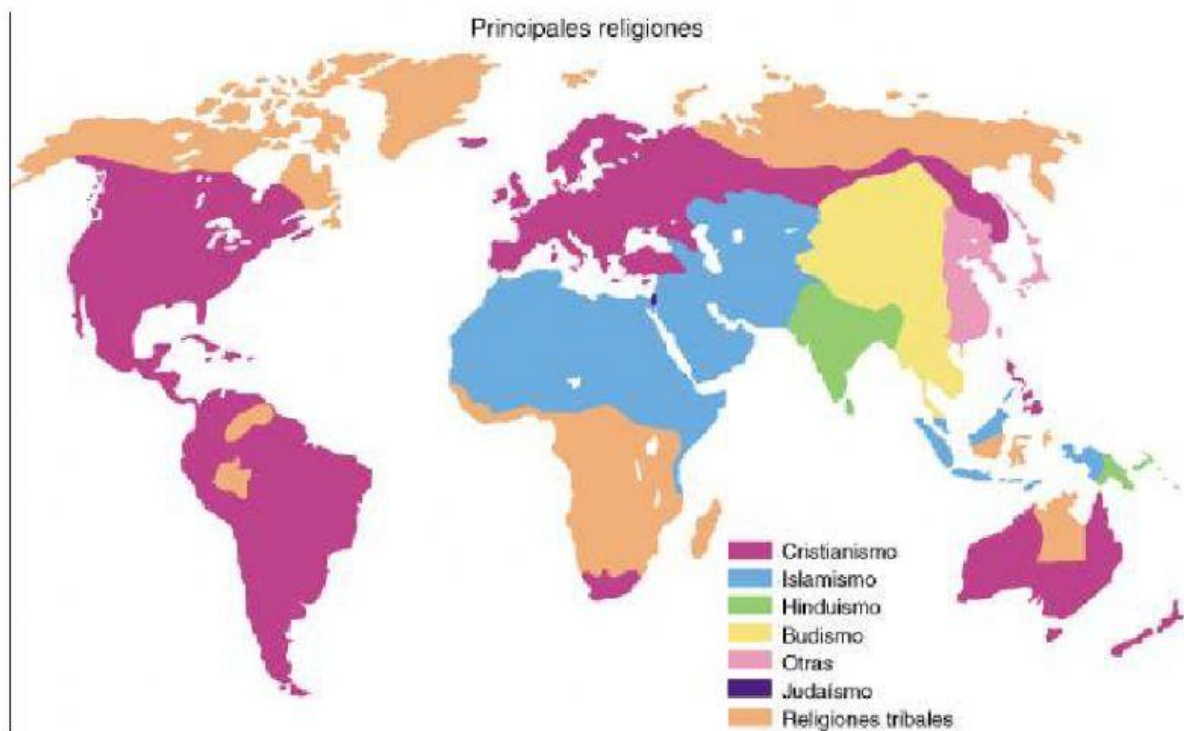 Principales religiones
Cristianismo
Islamismo
Hinduismo
Budismo
Otras
Judaísmo
Religiones tribales